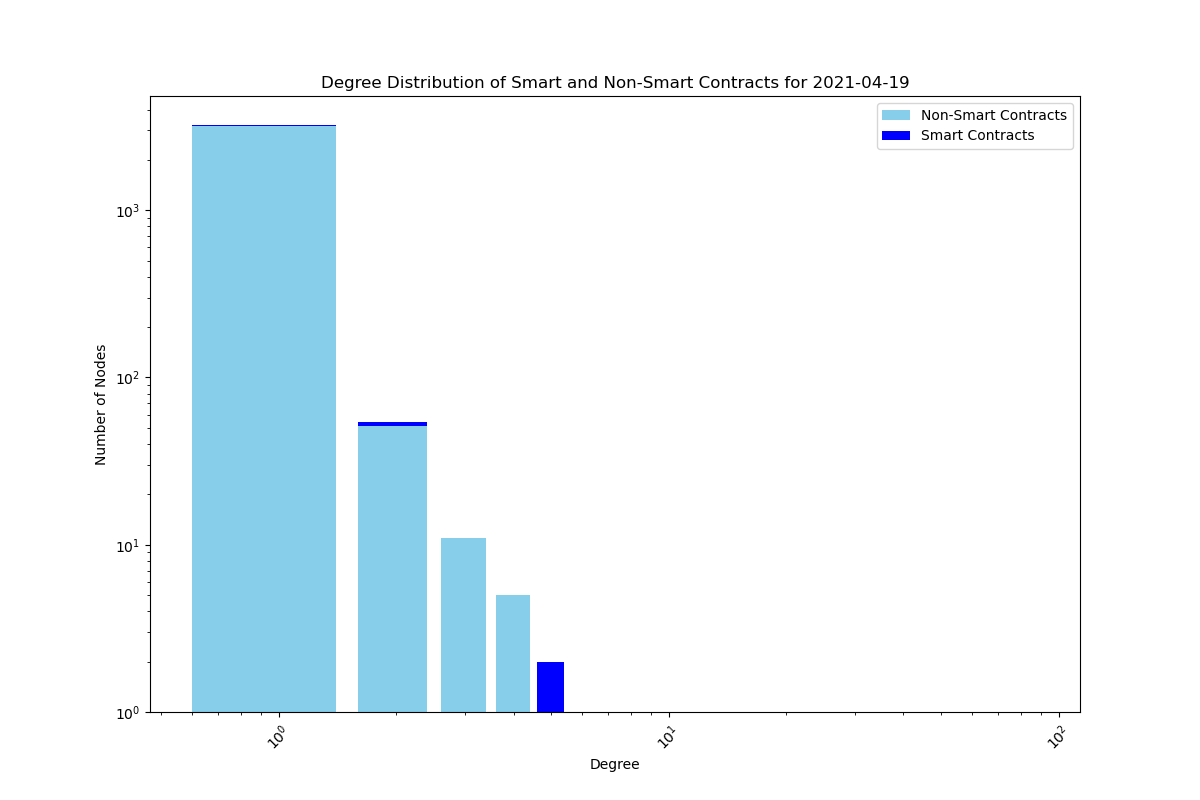 Degree Distribution of Smart and Non-Smart Contracts for 2021-04-19
Non-Smart Contracts
Smart Contracts
Number of Nodes
10³
10²
10¹
10⁰
10⁰
10¹
10²
Degree